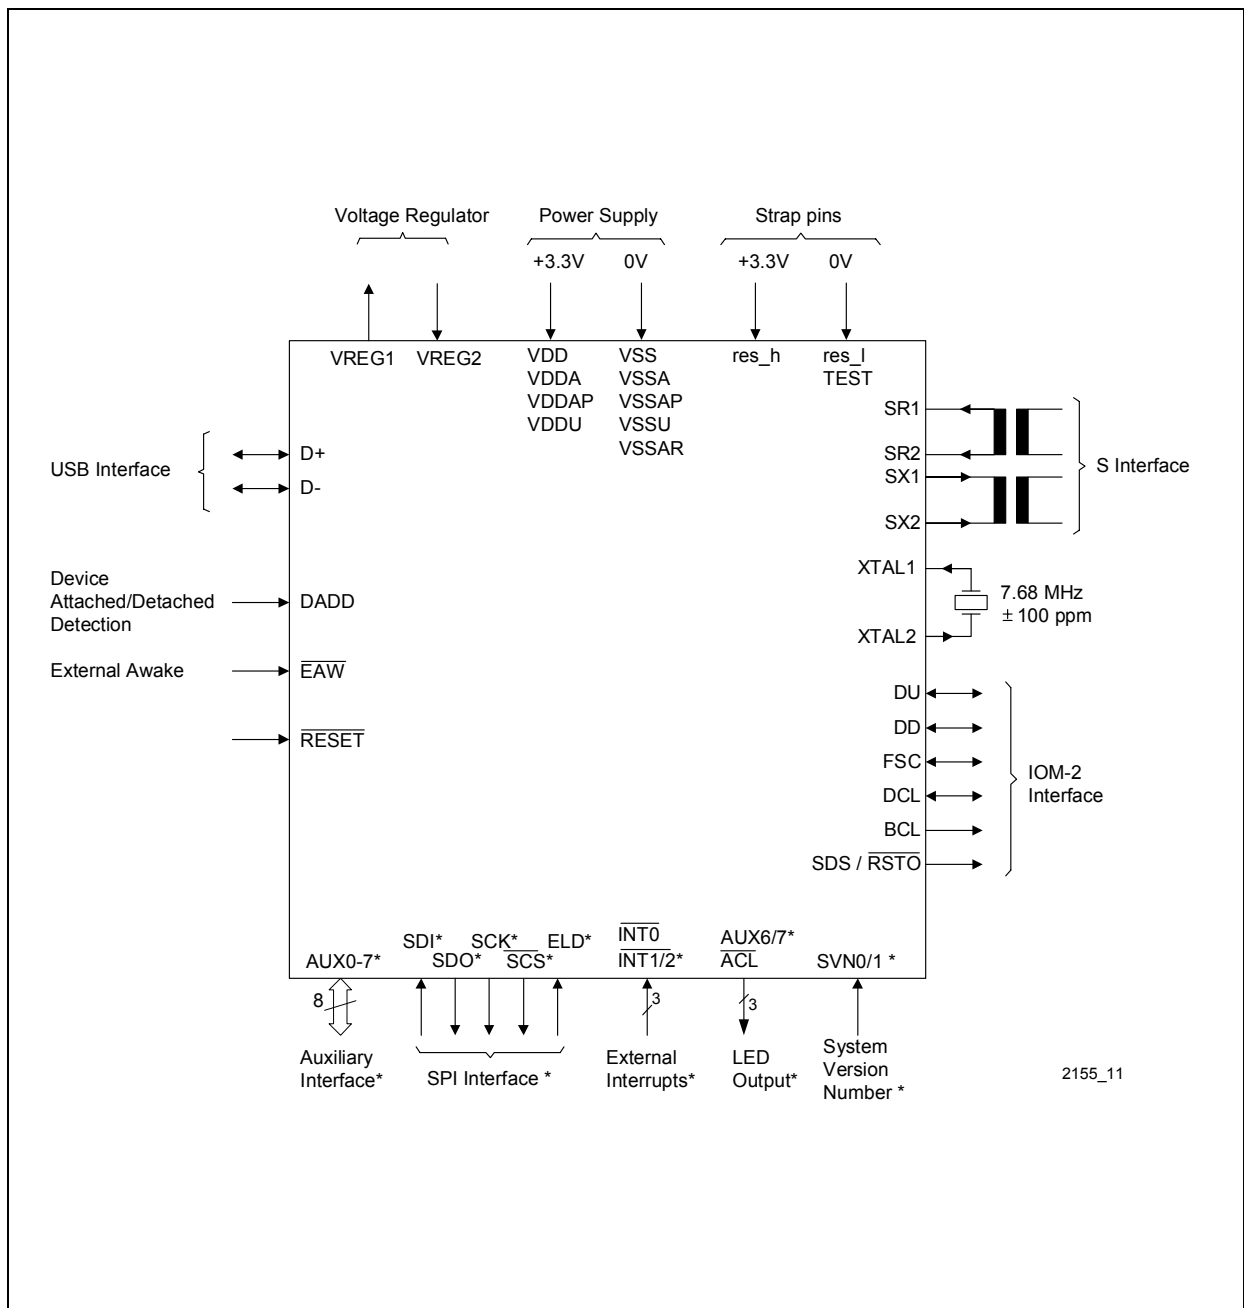 Voltage Regulator
Power Supply
Strap pins
+3.3V 0V
+3.3V 0V
VREG1 VREG2
VDD
VDDA
VDDAP
VDDU
VSS
VSSA
VSSAP
VSSU
VSSAR
res_h
res_l
TEST
USB Interface
D+
D-
Device
Attached/Detached
Detection
DADD
External Awake
EAW
RESET
SR1
SR2
SX1
SX2
S Interface
XTAL1
XTAL2
7.68 MHz
± 100 ppm
DU
DD
FSC
DCL
BCL
SDS / RSTO
IOM-2
Interface
AUX0-7*
SDI*
SDO*
SCK*
SCS*
ELD*
INT0
INT1/2*
AUX6/7*
ACL
SVN0/1 *
8
3
3
Auxiliary
Interface*
SPI Interface *
External
Interrupts*
LED
Output*
System
Version
Number *
2155_11